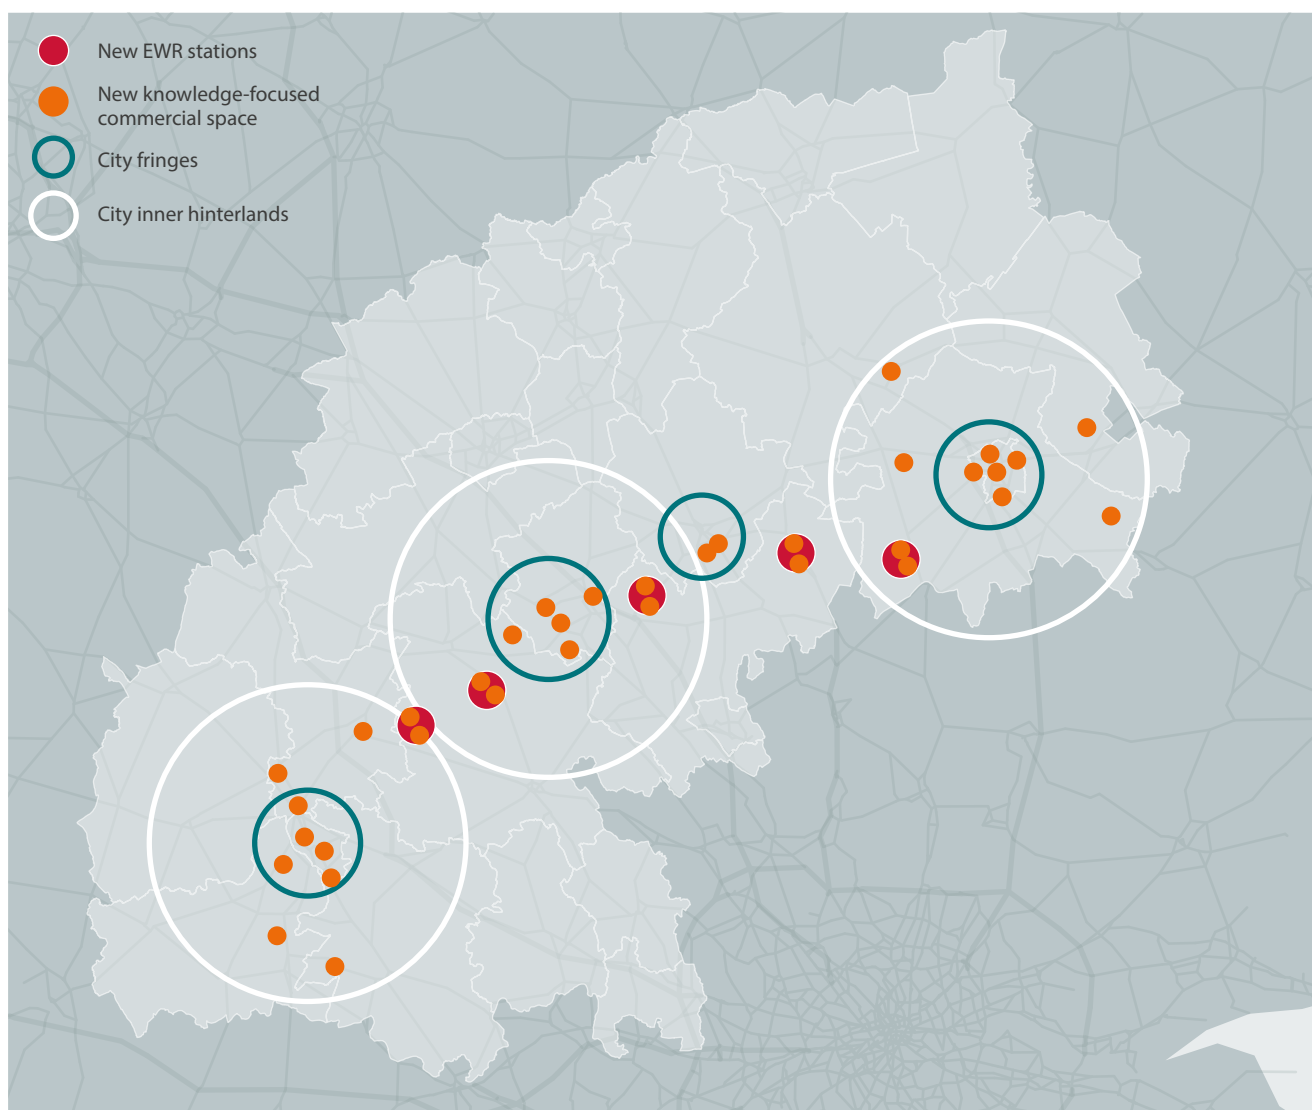 New EWR stations
New knowledge-focused
commercial space
City fringes
City inner hinterlands